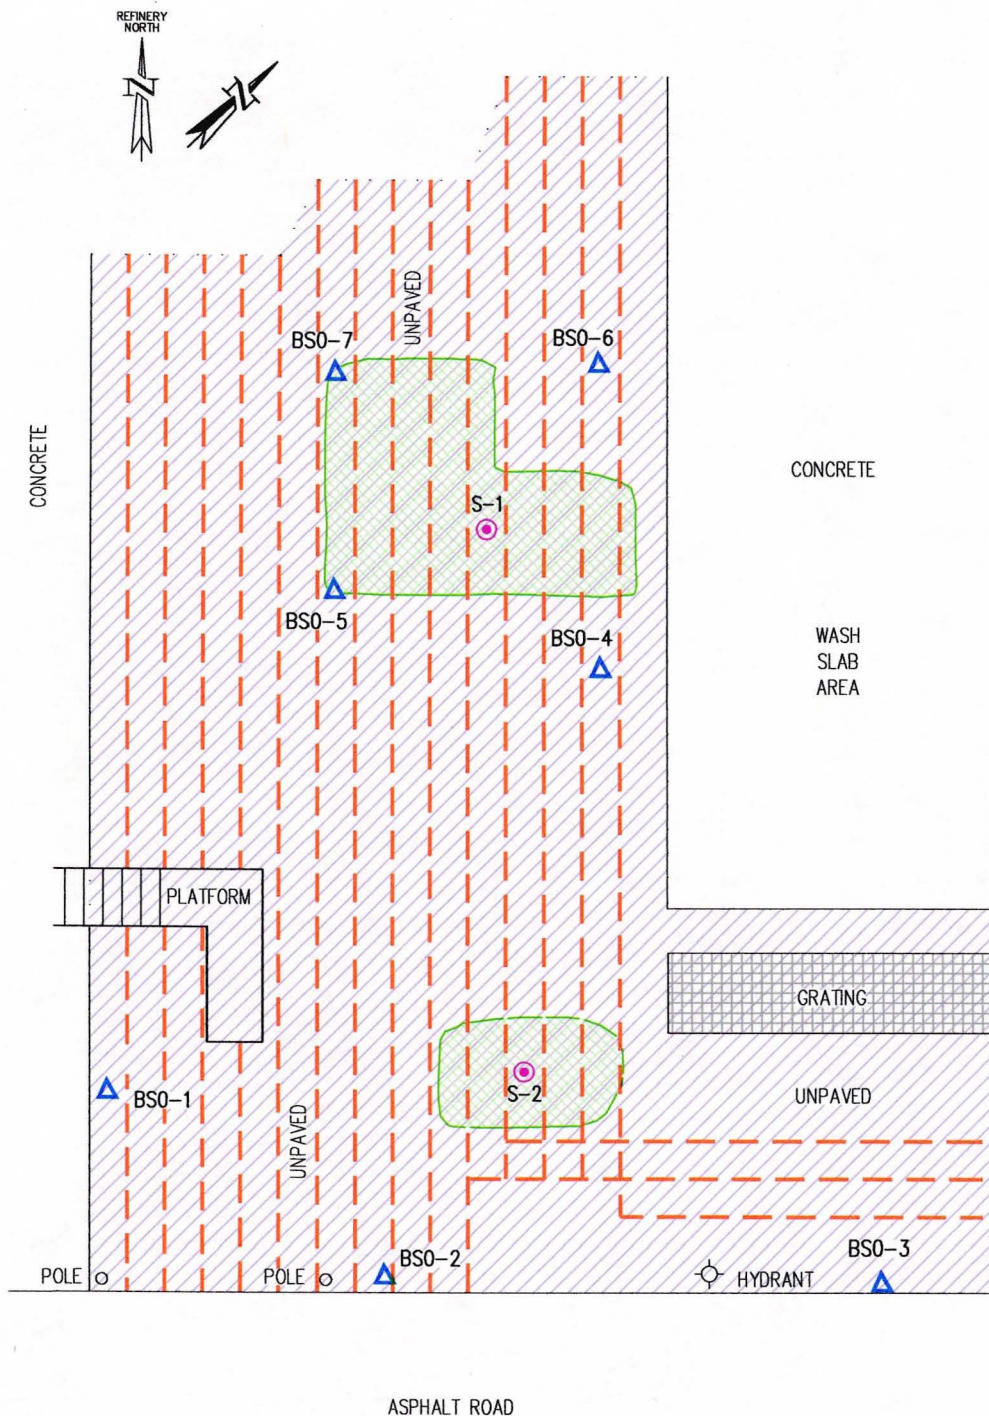 REFINERY
NORTH
N
N
UNPAVED
BSO-7
BSO-6
CONCRETE
CONCRETE
S-1
BSO-5
BSO-4
WASH
SLAB
AREA
PLATFORM
GRATING
S-2
BSO-1
UNPAVED
UNPAVED
BSO-2
BSO-3
POLE
POLE
HYDRANT
ASPHALT ROAD